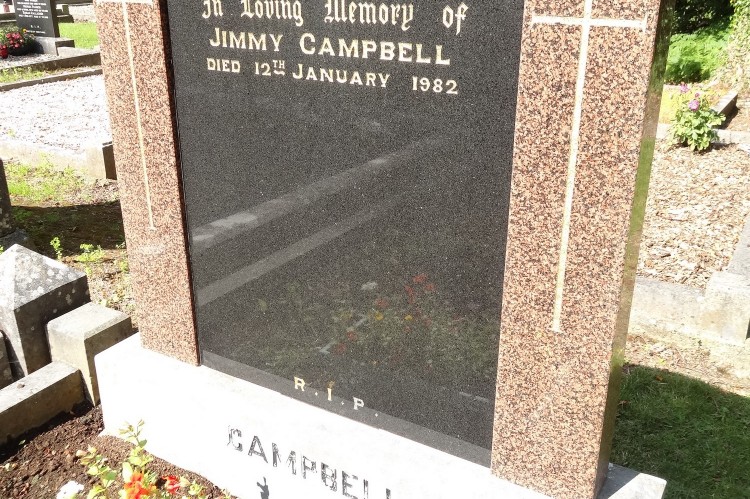 In Loving Memory of
JIMMY CAMPBELL
DIED 12TH JANUARY 1982
R.I.P.
CAMPBELL